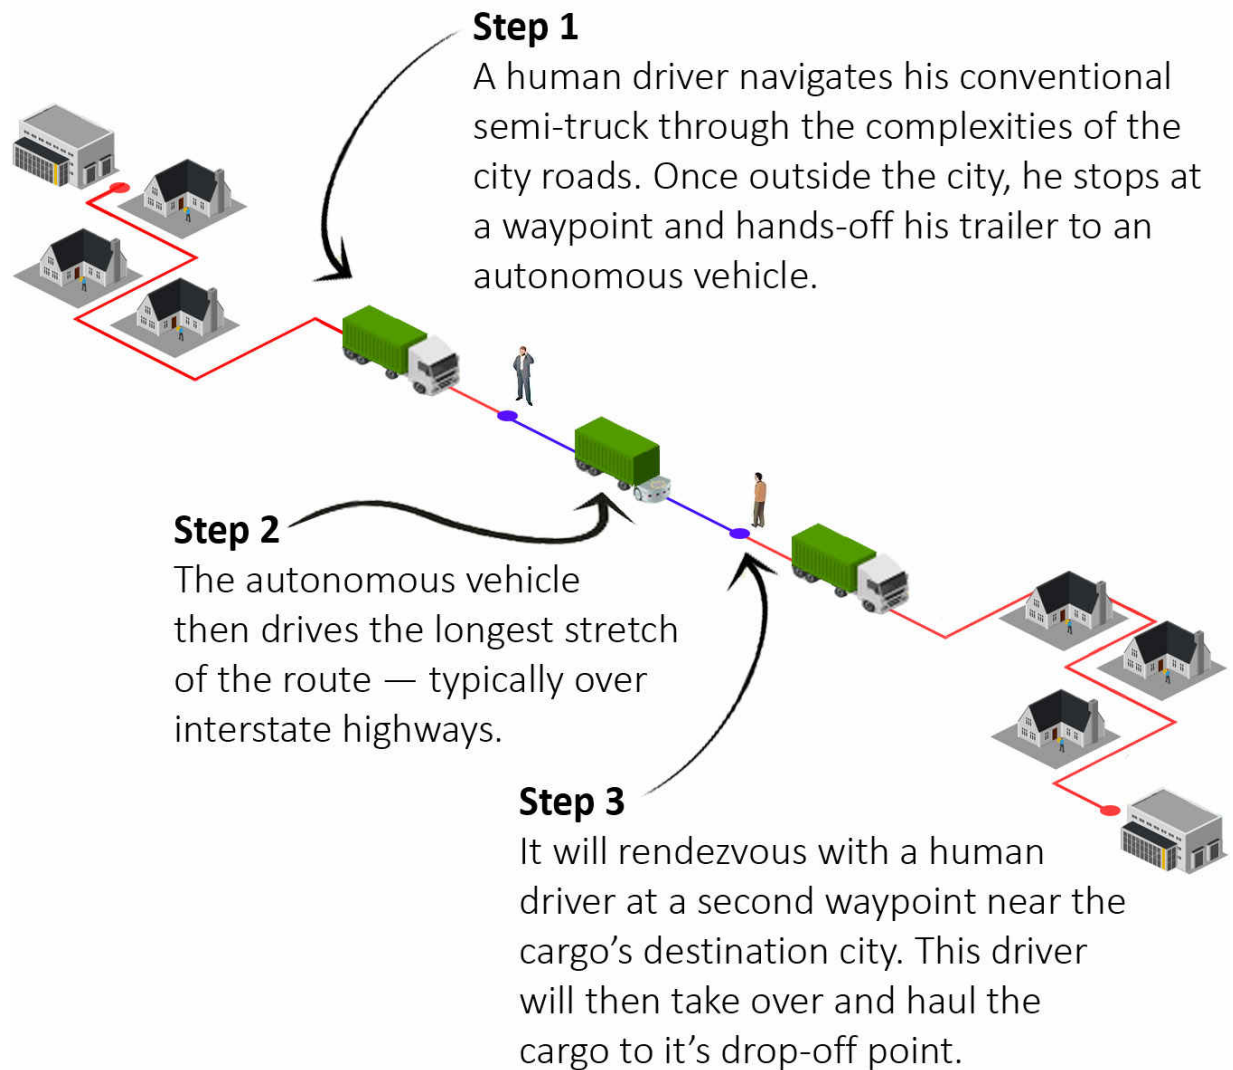 Step 1
A human driver navigates his conventional
semi-truck through the complexities of the
city roads. Once outside the city, he stops at
a waypoint and hands-off his trailer to an
autonomous vehicle.
Step 2
The autonomous vehicle
then drives the longest stretch
of the route — typically over
interstate highways.
Step 3
It will rendezvous with a human
driver at a second waypoint near the
cargo’s destination city. This driver
will then take over and haul the
cargo to it’s drop-off point.